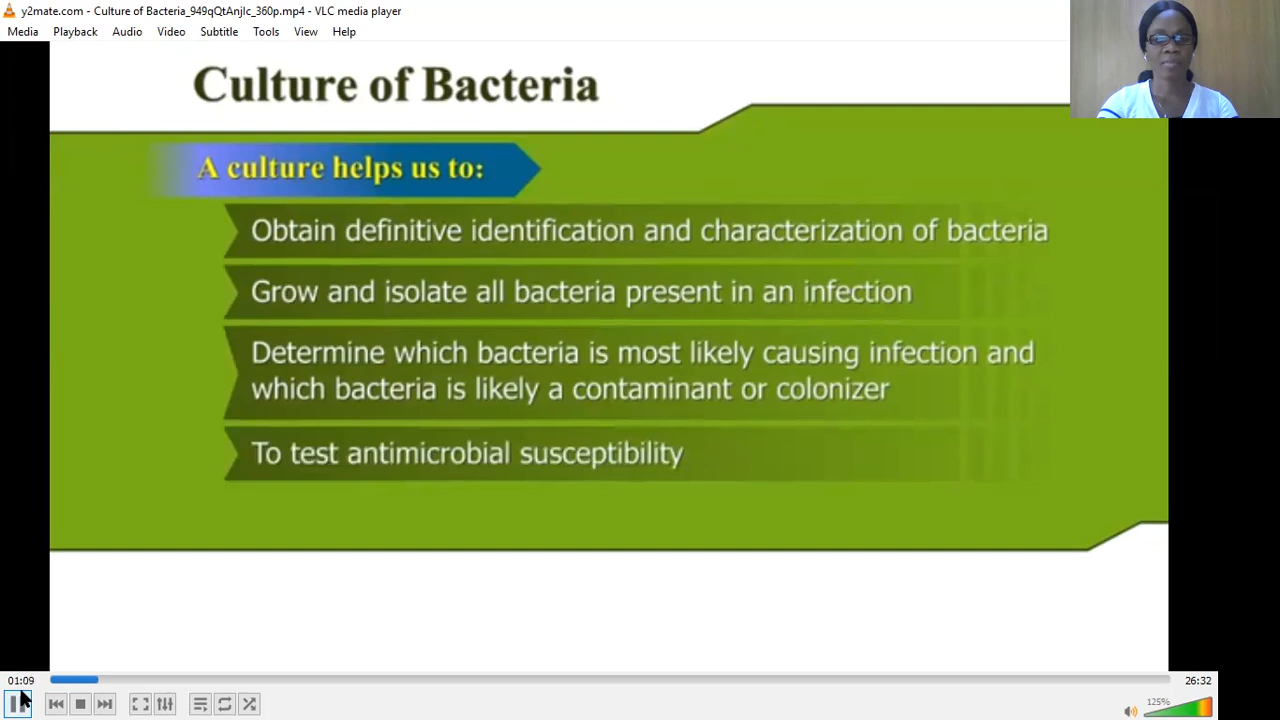 y2mate.com - Culture of Bacteria_949qQtAnjlc_360p.mp4 - VLC media player
Media Playback Audio Video Subtitle Tools View Help
Culture of Bacteria
A culture helps us to:
Obtain definitive identification and characterization of bacteria
Grow and isolate all bacteria present in an infection
Determine which bacteria is most likely causing infection and
which bacteria is likely a contaminant or colonizer
To test antimicrobial susceptibility
01:09
26:32
125%